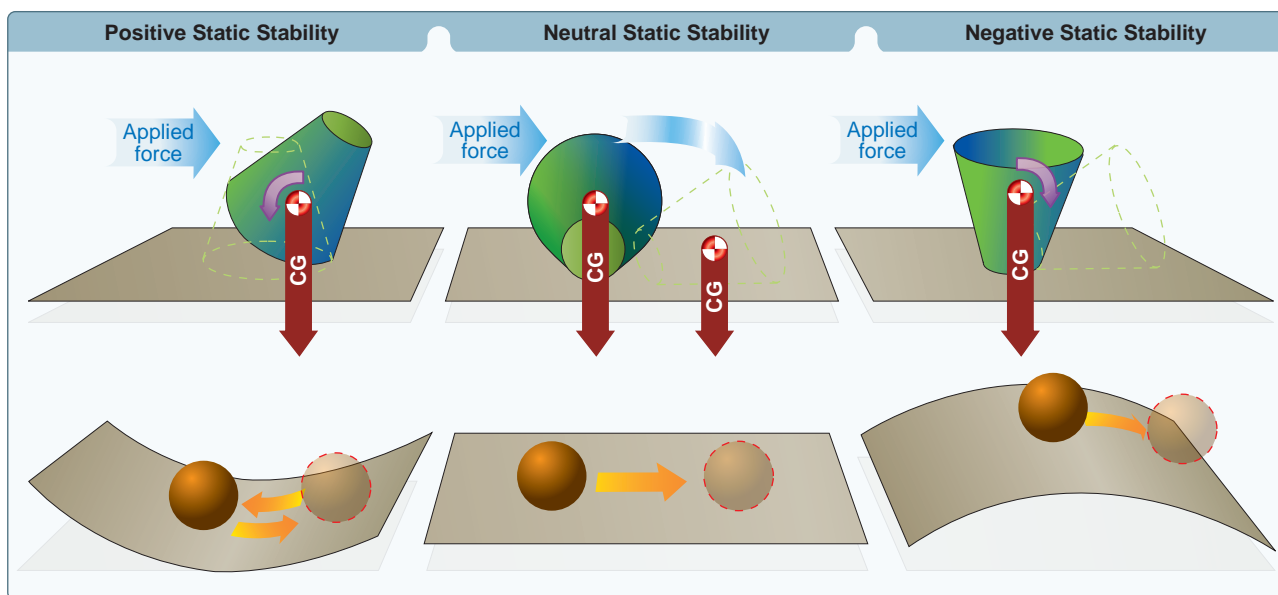 Positive Static Stability
Neutral Static Stability
Negative Static Stability
Applied
force
Applied
force
Applied
force
CG
CG
CG
CG